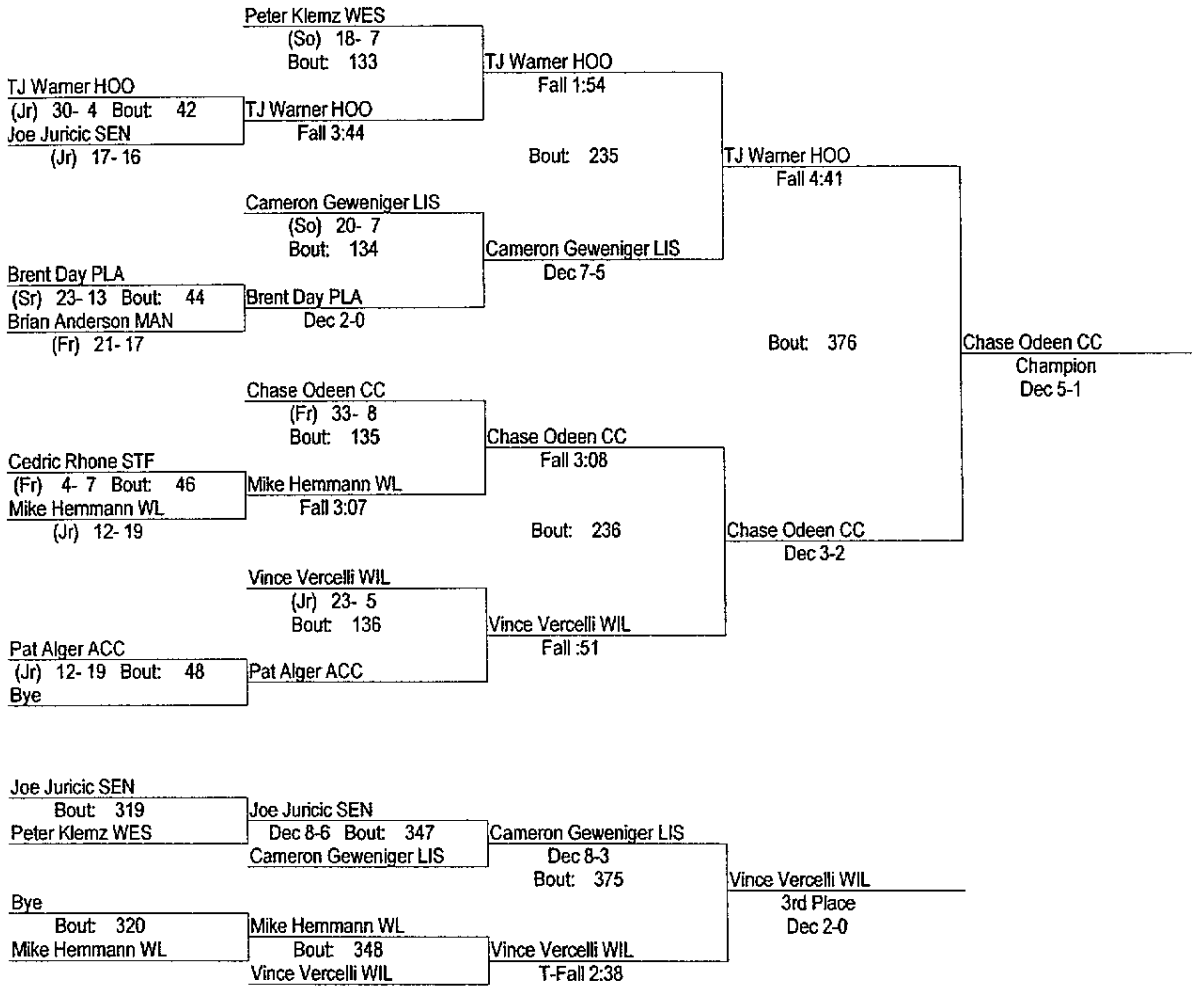 Peter Klemz WES
(So) 18- 7
Bout: 133
TJ Warner HOO
Fall 1:54
TJ Warner HOO
(Jr) 30- 4 Bout: 42
TJ Warner HOO
Joe Juricic SEN
Fall 3:44
(Jr) 17- 16
Bout: 235
TJ Warner HOO
Fall 4:41
Cameron Geweniger LIS
(So) 20- 7
Bout: 134
Cameron Geweniger LIS
Dec 7-5
Brent Day PLA
(Sr) 23- 13 Bout: 44
Brent Day PLA
Brian Anderson MAN
Dec 2-0
(Fr) 21- 17
Bout: 376
Chase Odeen CC
Champion
Dec 5-1
Chase Odeen CC
(Fr) 33- 8
Bout: 135
Chase Odeen CC
Fall 3:08
Cedric Rhone STF
(Fr) 4- 7 Bout: 46
Mike Hemmann WL
Mike Hemmann WL
Fall 3:07
(Jr) 12- 19
Bout: 236
Chase Odeen CC
Dec 3-2
Vince Vercelli WIL
(Jr) 23- 5
Bout: 136
Vince Vercelli WIL
Fall :51
Pat Alger ACC
(Jr) 12- 19 Bout: 48
Pat Alger ACC
Bye
Joe Juricic SEN
Bout: 319
Joe Juricic SEN
Peter Klemz WES
Dec 8-6 Bout: 347
Cameron Geweniger LIS
Cameron Geweniger LIS
Dec 8-3
Bout: 375
Vince Vercelli WIL
3rd Place
Dec 2-0
Bye
Bout: 320
Mike Hemmann WL
Mike Hemmann WL
Bout: 348
Vince Vercelli WIL
Vince Vercelli WIL
T-Fall 2:38